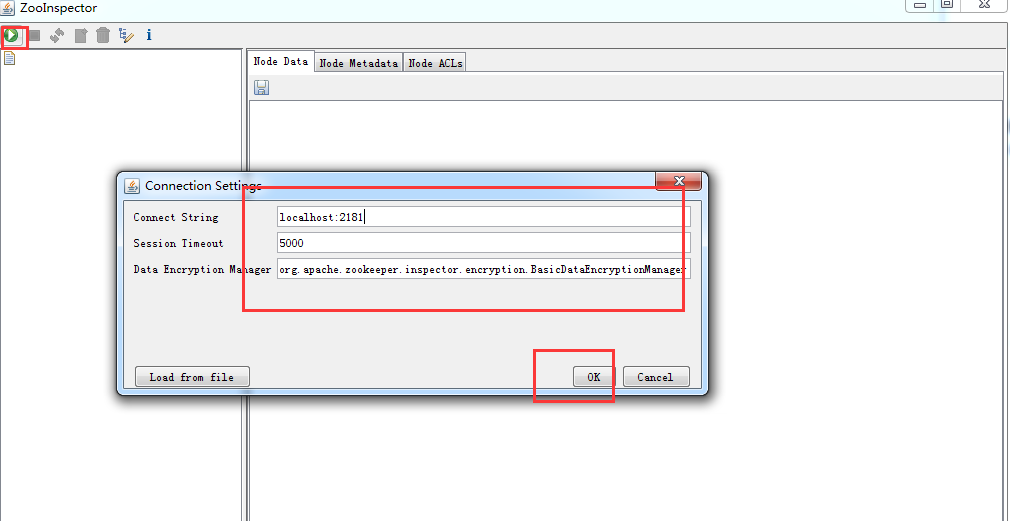 ZooInspector
Node Data Node Metadata Node ACLs
Connection Settings
Connect String localhost:2181
Session Timeout 5000
Data Encryption Manager org.apache.zookeeper.inspector.encryption.BasicDataEncryptionManager
Load from file OK Cancel